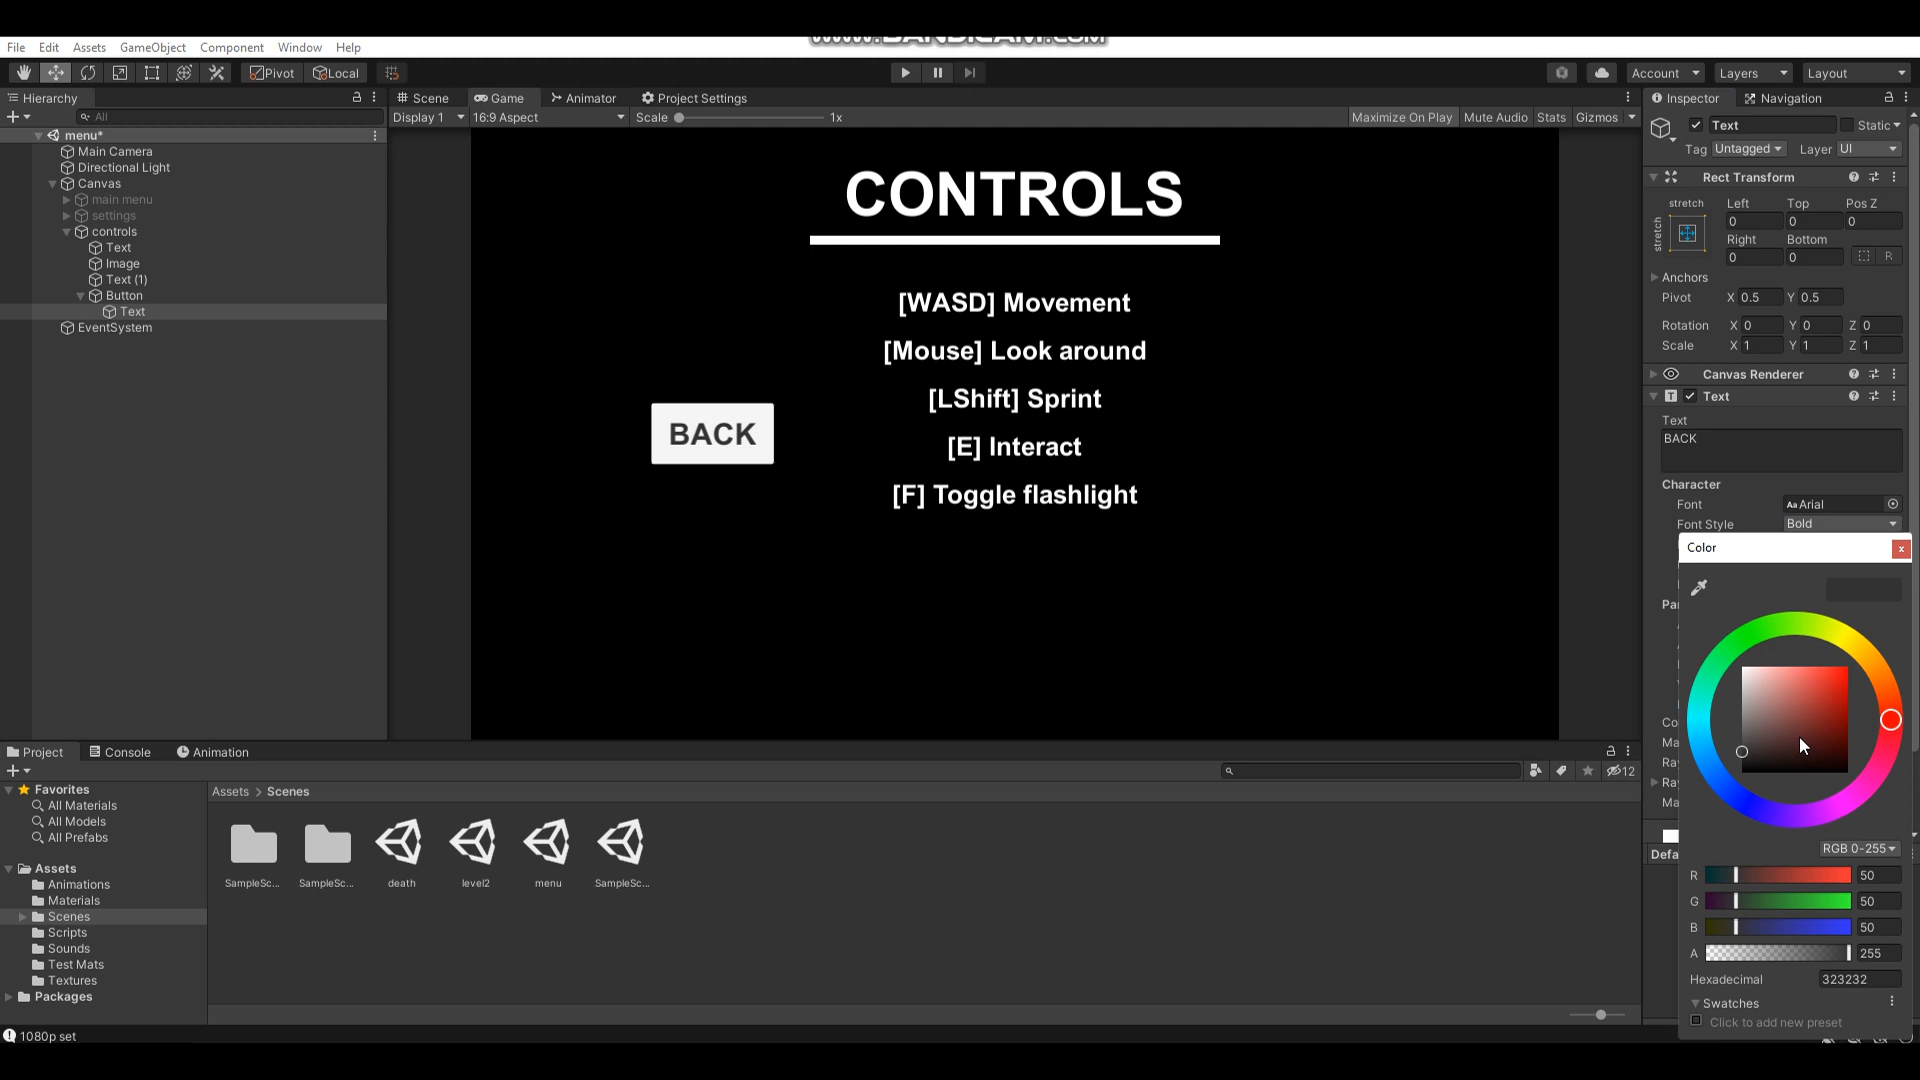 www.BANDICAM.com
File Edit Assets GameObject Component Window Help
Pivot Local Account Layers Layout
Hierarchy Scene Game Animator Project Settings Inspector Navigation
All Display 1 16:9 Aspect Scale 1x Maximize On Play Mute Audio Stats Gizmos
Text Static
menu*
Main Camera
Directional Light
Canvas
main menu
settings
controls
Text
Image
Text (1)
Button
Text
EventSystem
CONTROLS
[WASD] Movement
[Mouse] Look around
[LShift] Sprint
[E] Interact
[F] Toggle flashlight
BACK
Tag Untagged Layer UI
Rect Transform
stretch Left Top Pos Z
stretch
0 0 0
Right Bottom
0 0 R
Anchors
Pivot X 0.5 Y 0.5
Rotation X 0 Y 0 Z 0
Scale X 1 Y 1 Z 1
Canvas Renderer
Text
Text
BACK
Character
Font Aa Arial
Font Style Bold
Color x
RGB 0-255
R 50
G 50
B 50
A 255
Hexadecimal 323232
Swatches
Click to add new preset
Project Console Animation
12
Favorites
All Materials
All Models
All Prefabs
Assets
Animations
Materials
Scenes
Scripts
Sounds
Test Mats
Textures
Packages
Assets > Scenes
SampleSc... SampleSc... death level2 menu SampleSc...
1080p set